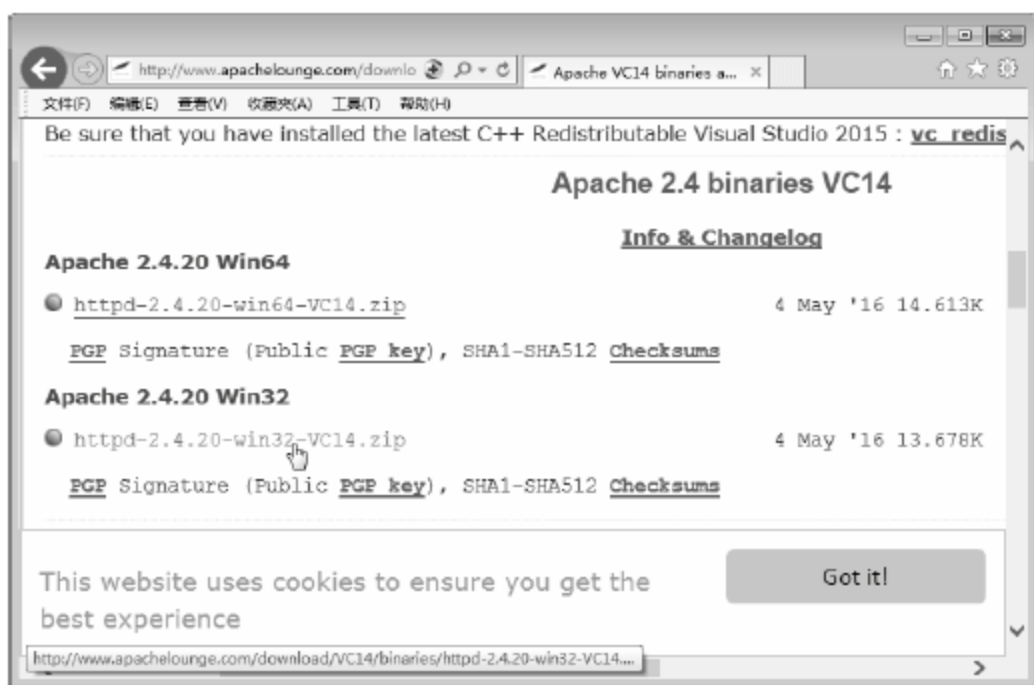 http://www.apachelounge.com/downlo
Apache VC14 binaries a...
文件(F) 编辑(E) 查看(V) 收藏夹(A) 工具(T) 帮助(H)
Be sure that you have installed the latest C++ Redistributable Visual Studio 2015 : vc_redis
Apache 2.4 binaries VC14
Info & Changelog
Apache 2.4.20 Win64
httpd-2.4.20-win64-VC14.zip 4 May '16 14.613K
PGP Signature (Public PGP key), SHA1-SHA512 Checksums
Apache 2.4.20 Win32
httpd-2.4.20-win32-VC14.zip 4 May '16 13.678K
PGP Signature (Public PGP key), SHA1-SHA512 Checksums
This website uses cookies to ensure you get the
best experience
Got it!
http://www.apachelounge.com/download/VC14/binaries/httpd-2.4.20-win32-VC14....